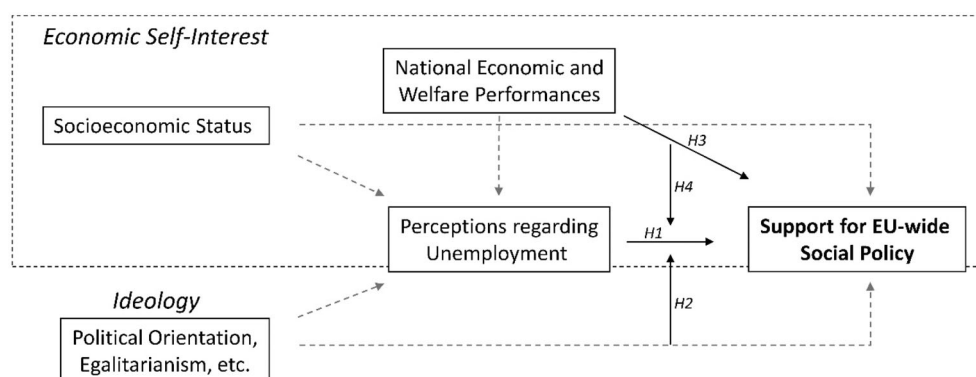 Economic Self-Interest
National Economic and
Welfare Performances
Socioeconomic Status
H3
H4
Perceptions regarding
Unemployment
H1
Support for EU-wide
Social Policy
Ideology
H2
Political Orientation,
Egalitarianism, etc.